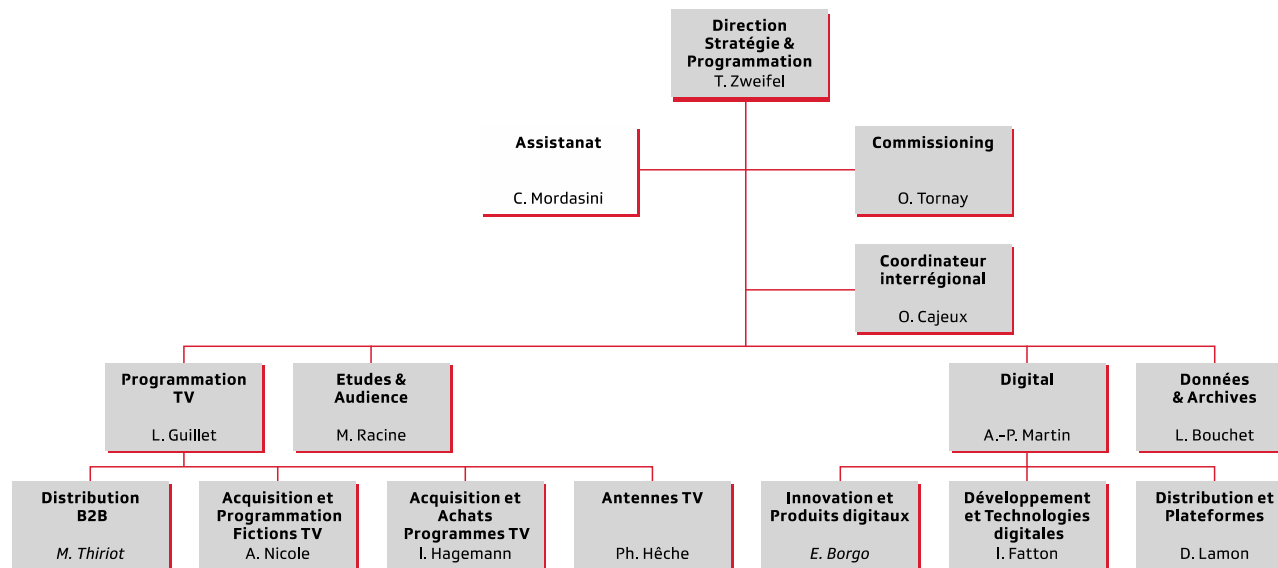 Direction
Stratégie &
Programmation
T. Zweifel
Assistanat
C. Mordasini
Commissioning
O. Tornay
Coordinateur
interrégional
O. Cajeux
Programmation
TV
L. Guillet
Etudes &
Audience
M. Racine
Digital
A.-P. Martin
Données
& Archives
L. Bouchet
Distribution
B2B
M. Thiriot
Acquisition et
Programmation
Fictions TV
A. Nicole
Acquisition et
Achats
Programmes TV
I. Hagemann
Antennes TV
Ph. Hêche
Innovation et
Produits digitaux
E. Borgo
Développement
et Technologies
digitales
I. Fatton
Distribution et
Plateformes
D. Lamon